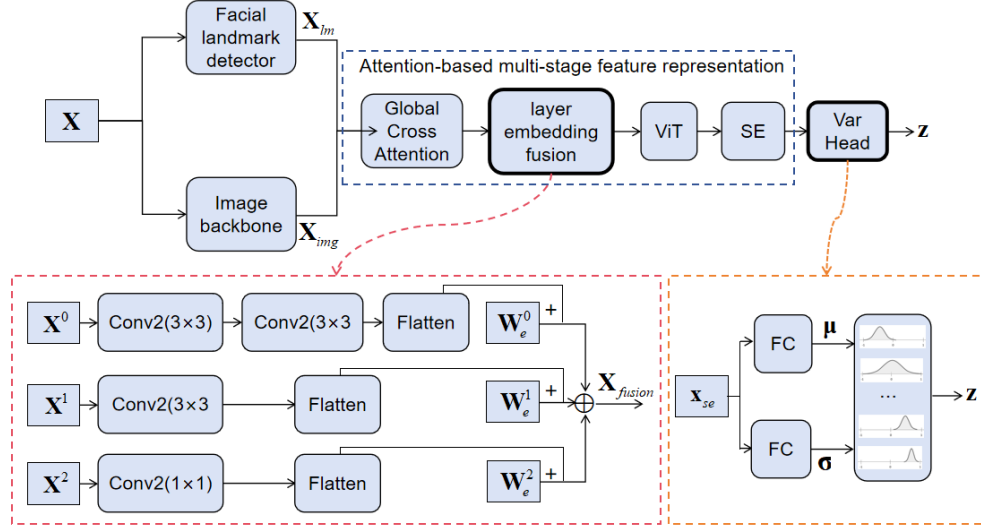 Facial
landmark
detector
X_lm
X
Image
backbone
X_img
Attention-based multi-stage feature representation
Global
Cross
Attention
layer
embedding
fusion
ViT
SE
Var
Head
z
X^0
Conv2(3×3)
Conv2(3×3
Flatten
W_e^0
+
X^1
Conv2(3×3
Flatten
W_e^1
+
X_fusion
X^2
Conv2(1×1)
Flatten
W_e^2
+
x_se
FC
μ
FC
σ
...
z